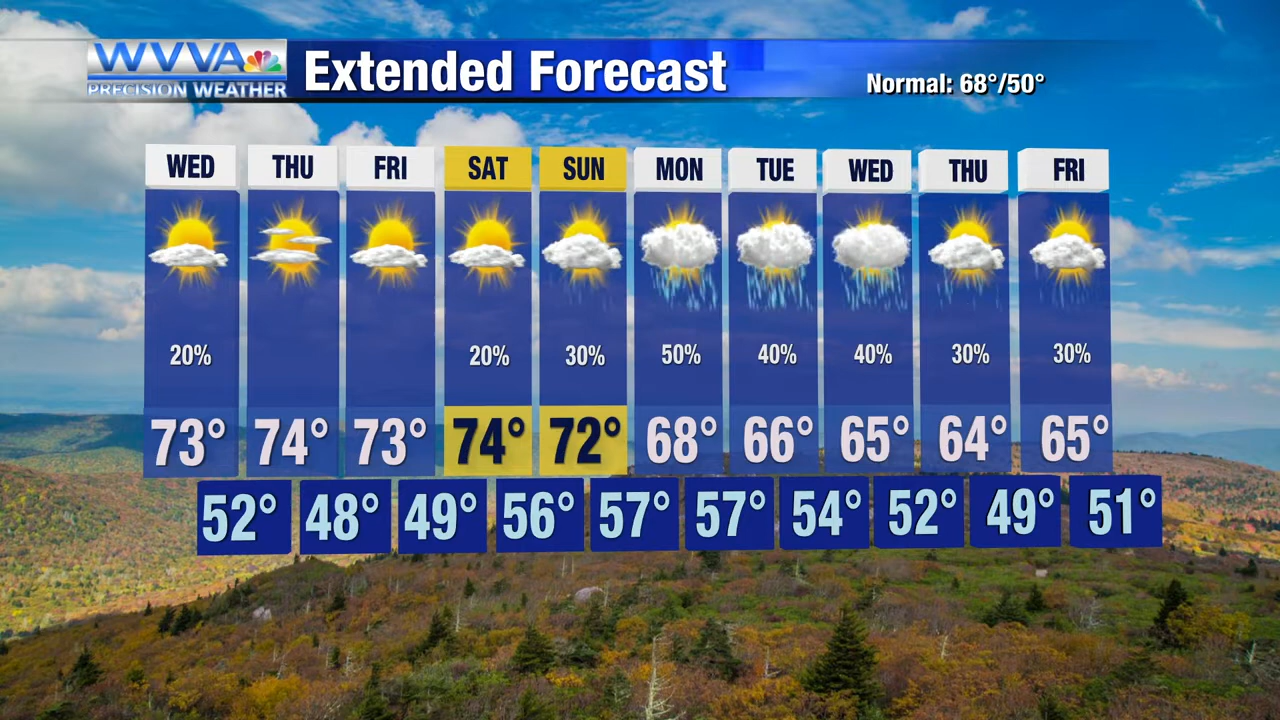 WVVA
PRECISION WEATHER
Extended Forecast
Normal: 68°/50°
WED THU FRI SAT SUN MON TUE WED THU FRI
20% 20% 30% 50% 40% 40% 30% 30%
73° 74° 73° 74° 72° 68° 66° 65° 64° 65°
52° 48° 49° 56° 57° 57° 54° 52° 49° 51°